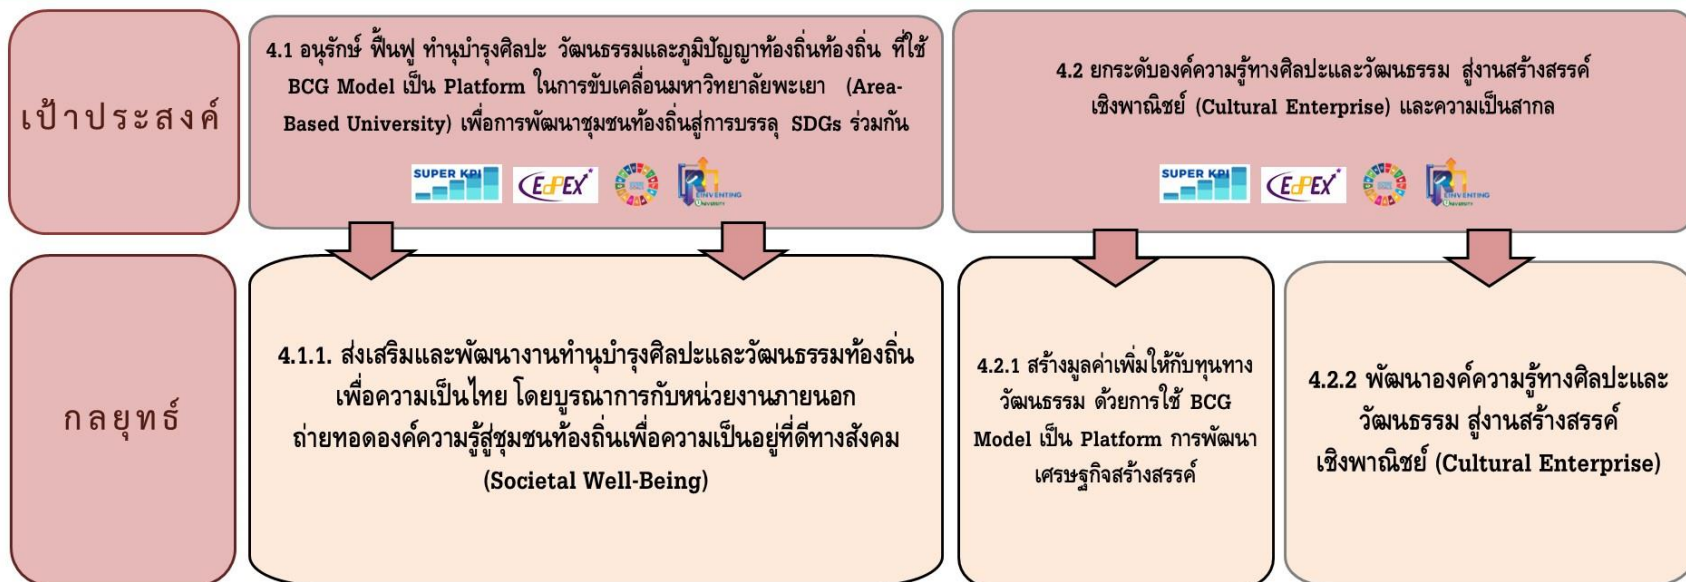 เป้าประสงค์
4.1 อนุรักษ์ ฟื้นฟู ทำนุบำรุงศิลปะ วัฒนธรรมและภูมิปัญญาท้องถิ่นท้องถิ่น ที่ใช้
BCG Model เป็น Platform ในการขับเคลื่อนมหาวิทยาลัยพะเยา (Area-
Based University) เพื่อการพัฒนาชุมชนท้องถิ่นสู่การบรรลุ SDGs ร่วมกัน
SUPER KPI
EdPEX
REINVENTING
University
4.2 ยกระดับองค์ความรู้ทางศิลปะและวัฒนธรรม สู่งานสร้างสรรค์
เชิงพาณิชย์ (Cultural Enterprise) และความเป็นสากล
SUPER KPI
EdPEX
REINVENTING
University
กลยุทธ์
4.1.1. ส่งเสริมและพัฒนางานทำนุบำรุงศิลปะและวัฒนธรรมท้องถิ่น
เพื่อความเป็นไทย โดยบูรณาการกับหน่วยงานภายนอก
ถ่ายทอดองค์ความรู้สู่ชุมชนท้องถิ่นเพื่อความเป็นอยู่ที่ดีทางสังคม
(Societal Well-Being)
4.2.1 สร้างมูลค่าเพิ่มให้กับทุนทาง
วัฒนธรรม ด้วยการใช้ BCG
Model เป็น Platform การพัฒนา
เศรษฐกิจสร้างสรรค์
4.2.2 พัฒนาองค์ความรู้ทางศิลปะและ
วัฒนธรรม สู่งานสร้างสรรค์
เชิงพาณิชย์ (Cultural Enterprise)